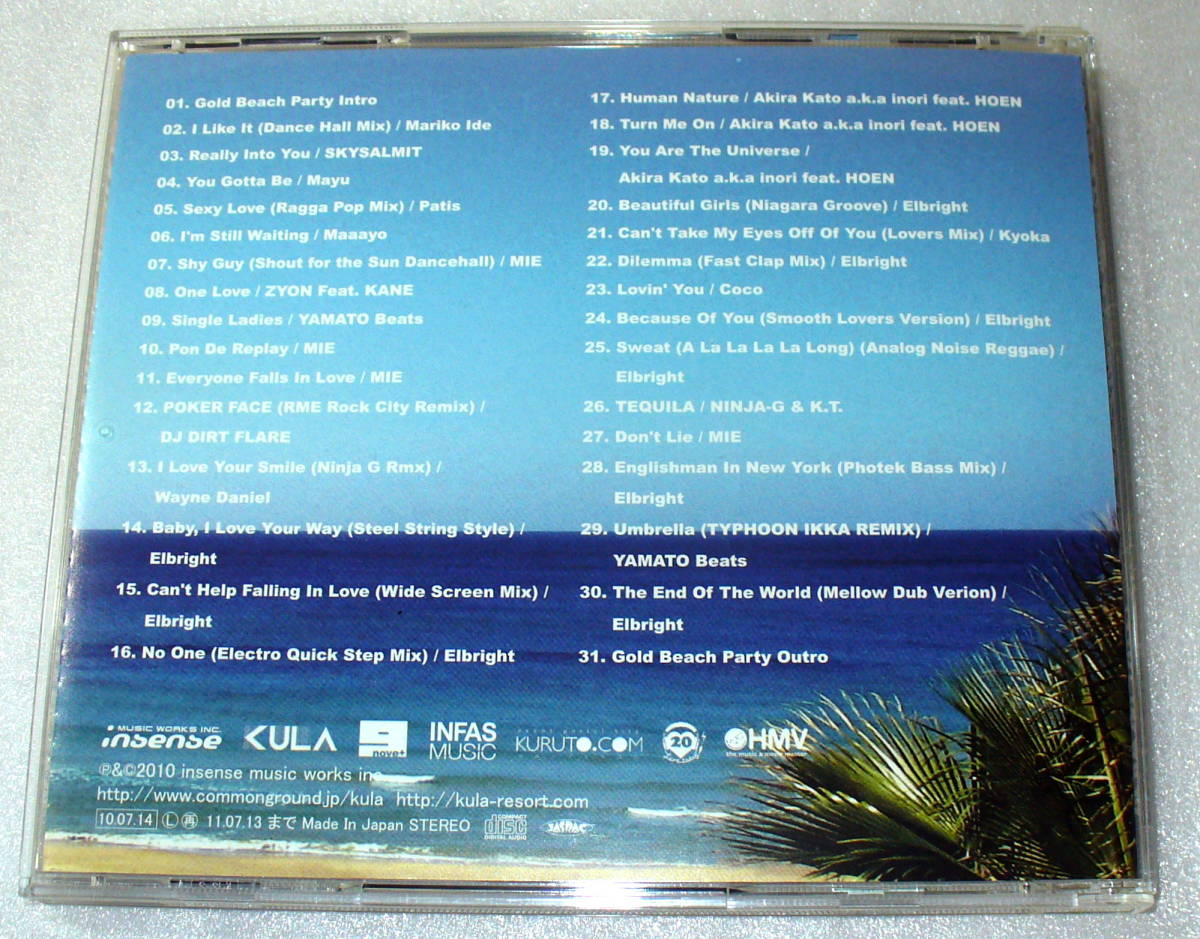 01. Gold Beach Party Intro
02. I Like It (Dance Hall Mix) / Mariko Ide
03. Really Into You / SKYSALMIT
04. You Gotta Be / Mayu
05. Sexy Love (Ragga Pop Mix) / Patis
06. I'm Still Waiting / Maaayo
07. Shy Guy (Shout for the Sun Dancehall) / MIE
08. One Love / ZYON Feat. KANE
09. Single Ladies / YAMATO Beats
10. Pon De Replay / MIE
11. Everyone Falls In Love / MIE
12. POKER FACE (RME Rock City Remix) /
DJ DIRT FLARE
13. I Love Your Smile (Ninja G Rmx) /
Wayne Daniel
14. Baby, I Love Your Way (Steel String Style) /
Elbright
15. Can't Help Falling In Love (Wide Screen Mix) /
Elbright
16. No One (Electro Quick Step Mix) / Elbright
17. Human Nature / Akira Kato a.k.a inori feat. HOEN
18. Turn Me On / Akira Kato a.k.a inori feat. HOEN
19. You Are The Universe /
Akira Kato a.k.a inori feat. HOEN
20. Beautiful Girls (Niagara Groove) / Elbright
21. Can't Take My Eyes Off Of You (Lovers Mix) / Kyoka
22. Dilemma (Fast Clap Mix) / Elbright
23. Lovin' You / Coco
24. Because Of You (Smooth Lovers Version) / Elbright
25. Sweat (A La La La La Long) (Analog Noise Reggae) /
Elbright
26. TEQUILA / NINJA-G & K.T.
27. Don't Lie / MIE
28. Englishman In New York (Photek Bass Mix) /
Elbright
29. Umbrella (TYPHOON IKKA REMIX) /
YAMATO Beats
30. The End Of The World (Mellow Dub Verion) /
Elbright
31. Gold Beach Party Outro
MUSIC WORKS INC.
insense
KULA
9
nove+
INFAS
MUSIC
KURUTO.COM
20
HMV
℗&©2010 insense music works inc
http://www.commonground.jp/kula http://kula-resort.com
10.07.14 Ⓛ ㊢ 11.07.13 まで Made In Japan STEREO
COMPACT
disc
DIGITAL AUDIO
JASRAC